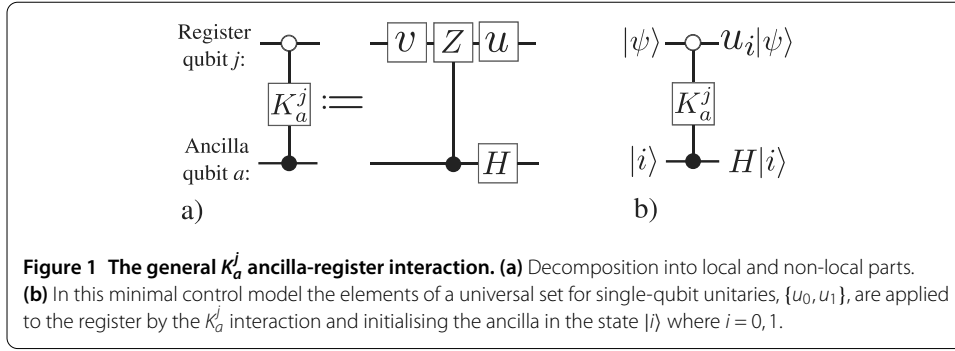 Register
qubit j:
Ancilla
qubit a:
K_a^j :=
v Z u
H
a)
|ψ⟩ u_i|ψ⟩
K_a^j
|i⟩ H|i⟩
b)
Figure 1 The general K_a^j ancilla-register interaction. (a) Decomposition into local and non-local parts.
(b) In this minimal control model the elements of a universal set for single-qubit unitaries, {u_0, u_1}, are applied
to the register by the K_a^j interaction and initialising the ancilla in the state |i⟩ where i = 0, 1.